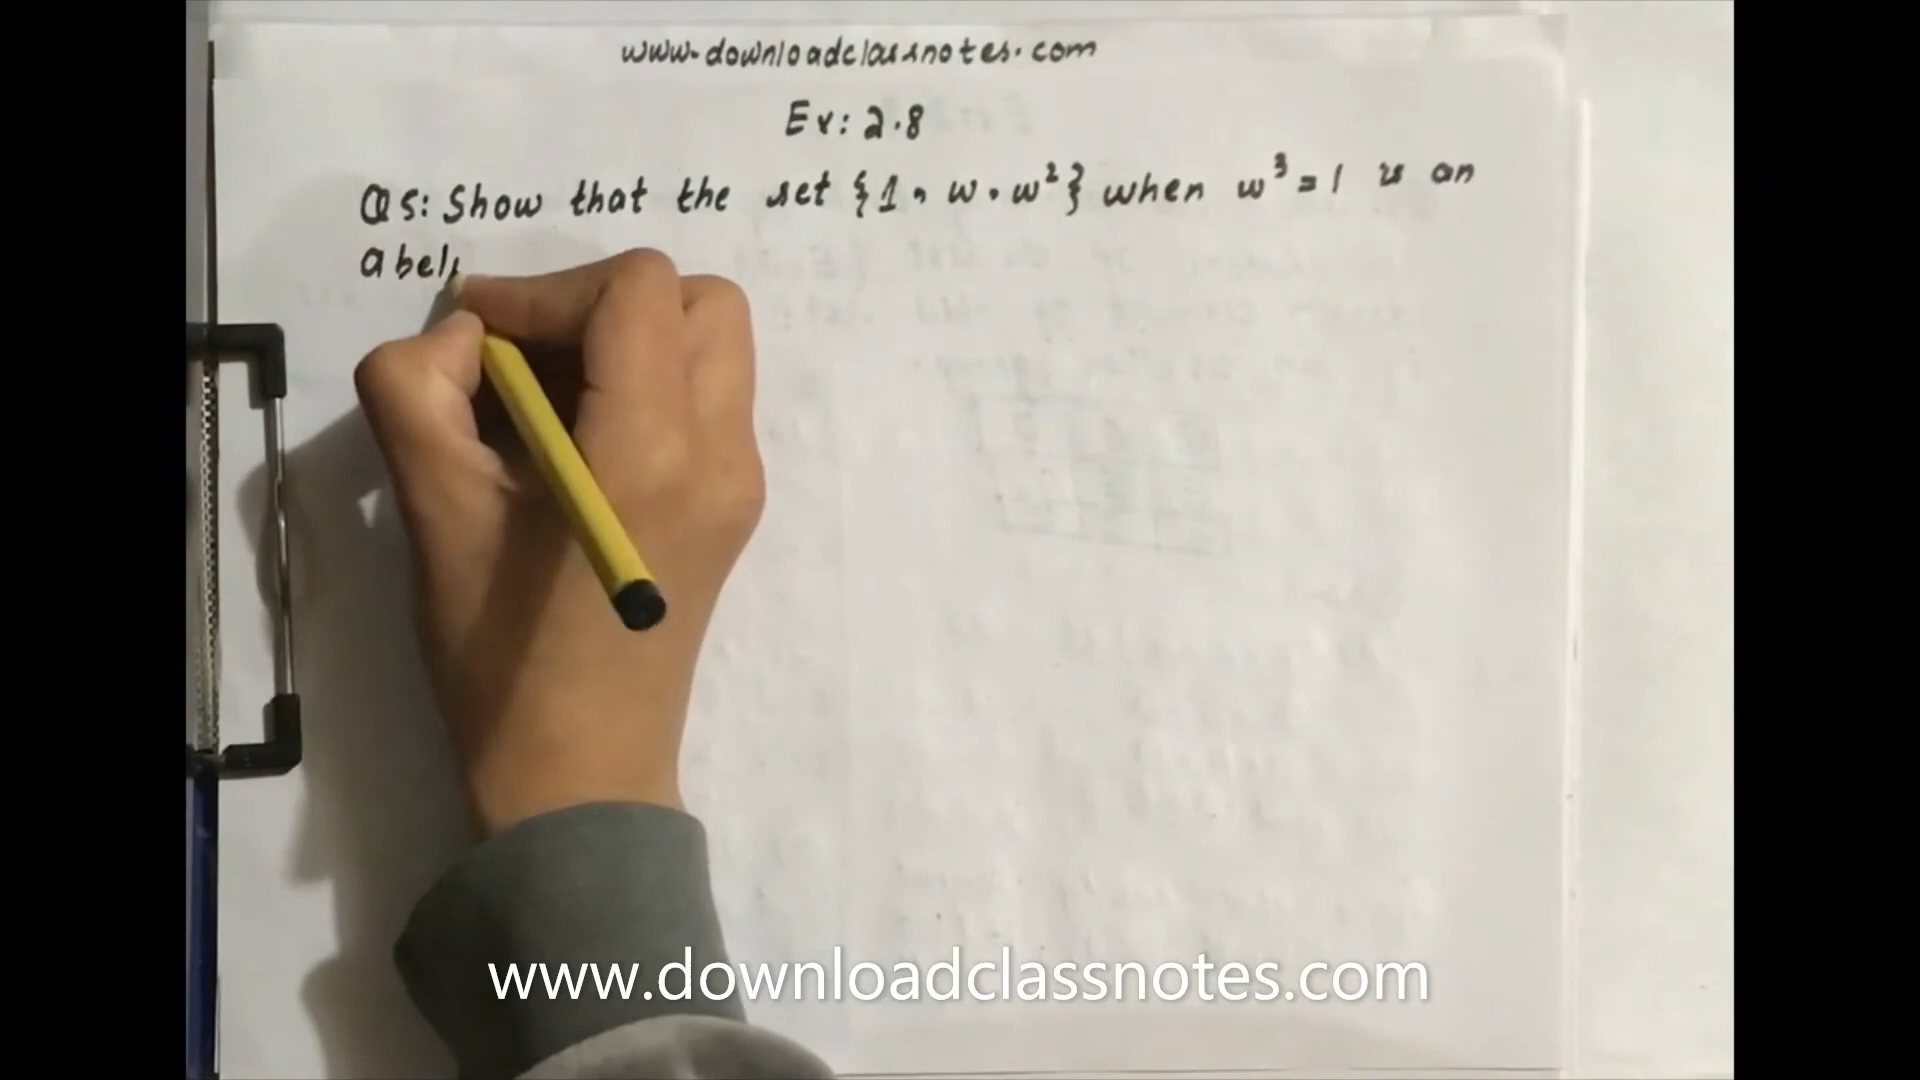 www.downloadclassnotes.com
Ex: 2.8
Q5: Show that the set {1, w, w²} when w³ = 1 is an
abeli
www.downloadclassnotes.com